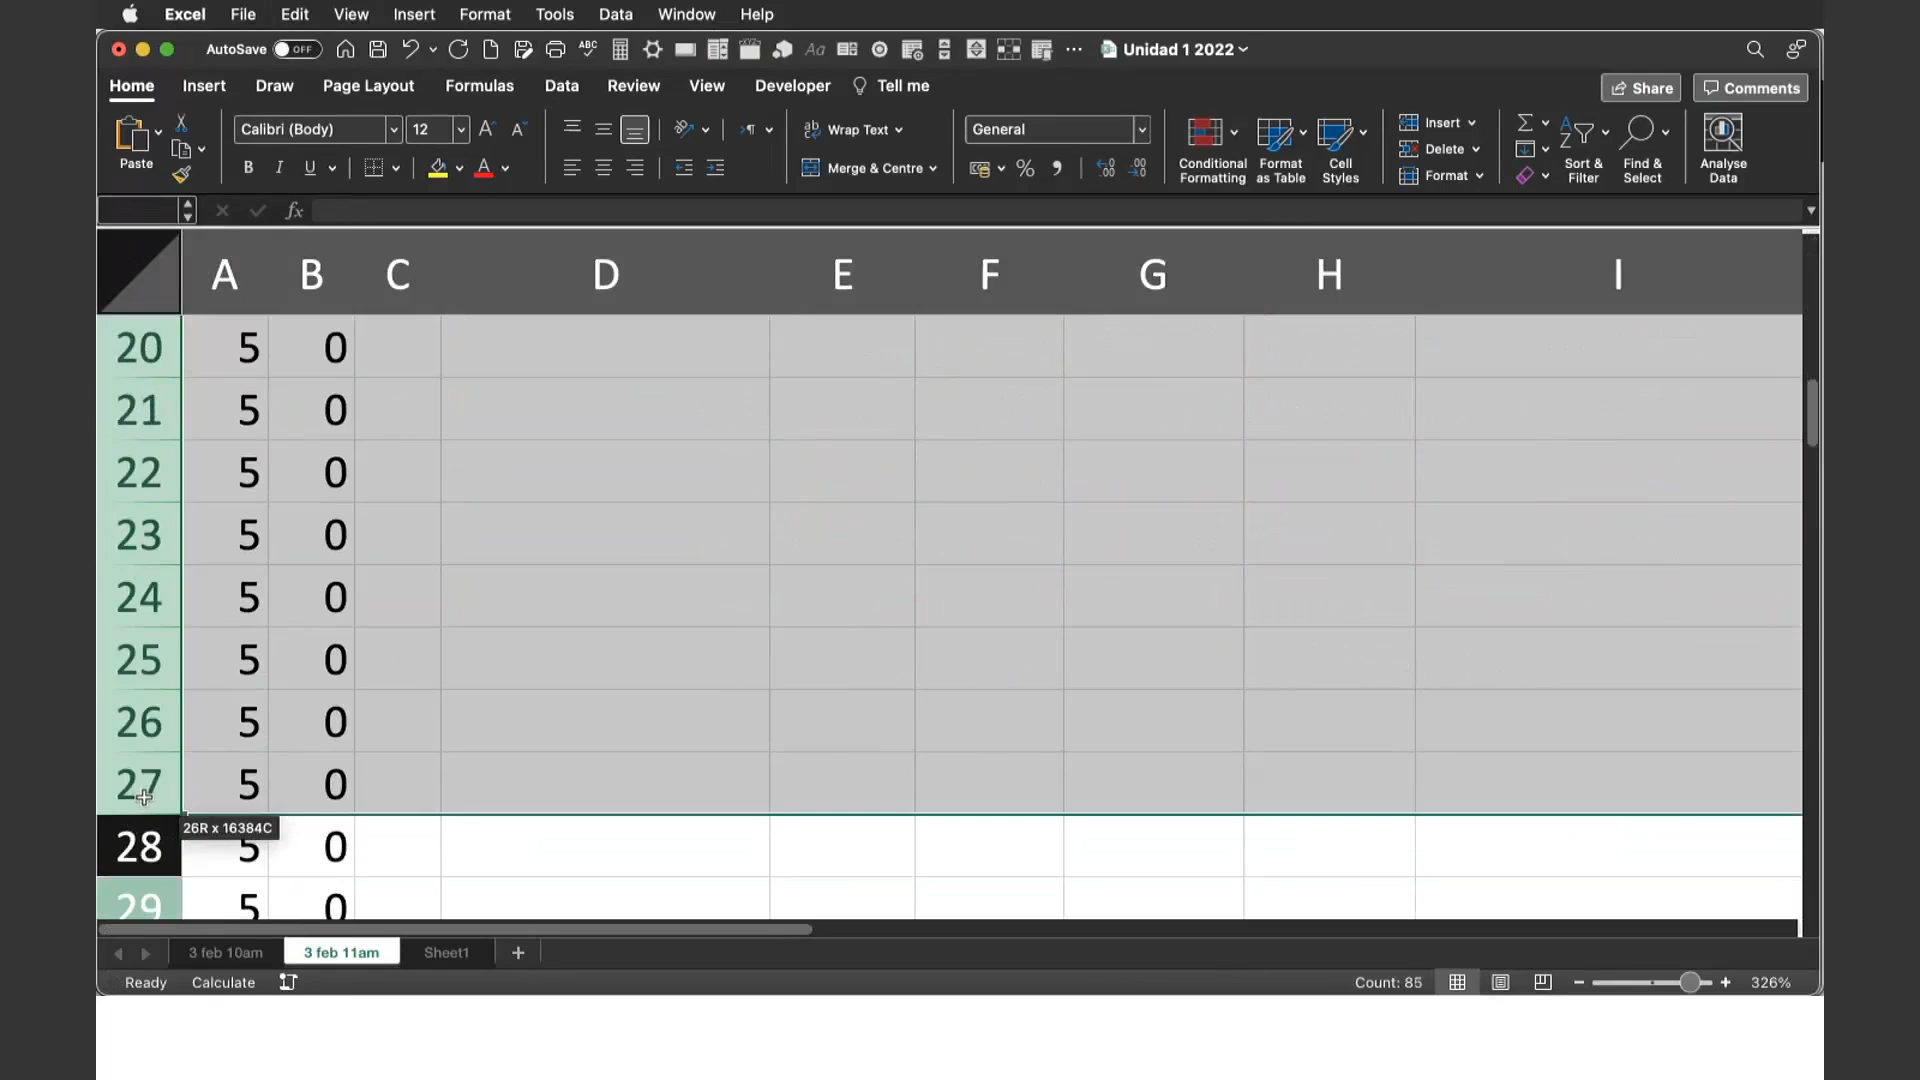 Excel File Edit View Insert Format Tools Data Window Help
AutoSave OFF ABC Aa Unidad 1 2022
Home Insert Draw Page Layout Formulas Data Review View Developer Tell me Share Comments
Paste Calibri (Body) 12 A A Wrap Text General Conditional Formatting Format as Table Cell Styles Insert Delete Format Sort & Filter Find & Select Analyse Data
B I U A Merge & Centre % 
fx
A B C D E F G H I
20 5 0
21 5 0
22 5 0
23 5 0
24 5 0
25 5 0
26 5 0
27 5 0
26R x 16384C
28 5 0
29 5 0
3 feb 10am 3 feb 11am Sheet1 +
Ready Calculate Count: 85 326%